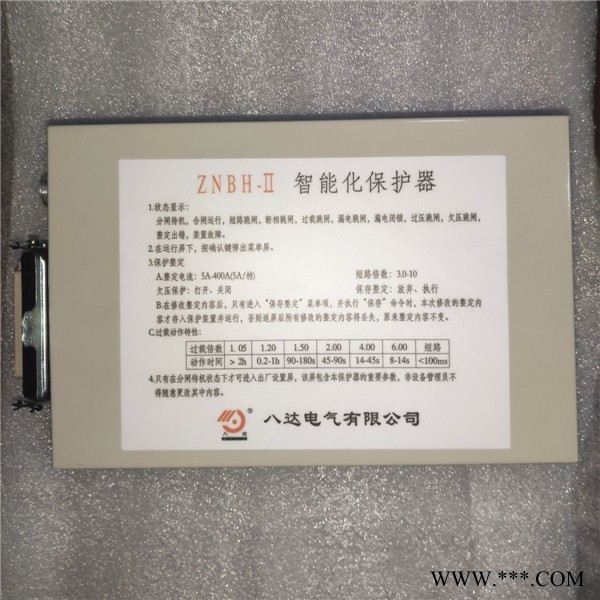 ZNBH-Ⅱ 智能化保护器
1.状态显示:
分闸待机，合闸运行，短路跳闸，断相跳闸，过载跳闸，漏电跳闸，漏电闭锁，过压跳闸，欠压跳闸，
整定出错，装置故障。
2.在运行屏下，按确认键弹出菜单屏。
3.保护整定
A.整定电流：5A-400A(5A/档) 短路倍数：3.0-10
欠压保护：打开、关闭 保存整定：放弃、执行
B.在修改整定内容后，只有进入“保存整定”菜单项，并执行“保存”命令时，本次修改的整定内
容才存入保护装置并运行，否则退屏后所有修改的整定内容将丢失，原来整定内容不变。
C.过载动作特性：
过载倍数 1.05 1.20 1.50 2.00 4.00 6.00 短路
动作时间 > 2h 0.2-1h 90-180s 45-90s 14-45s 8-14s <100ms
4.只有在分闸待机状态下才可进入出厂设置屏，该屏包含本保护器的重要参数，非设备管理员不
得随意更改其中内容。
八达 ® 八达电气有限公司
WWW.***.COM